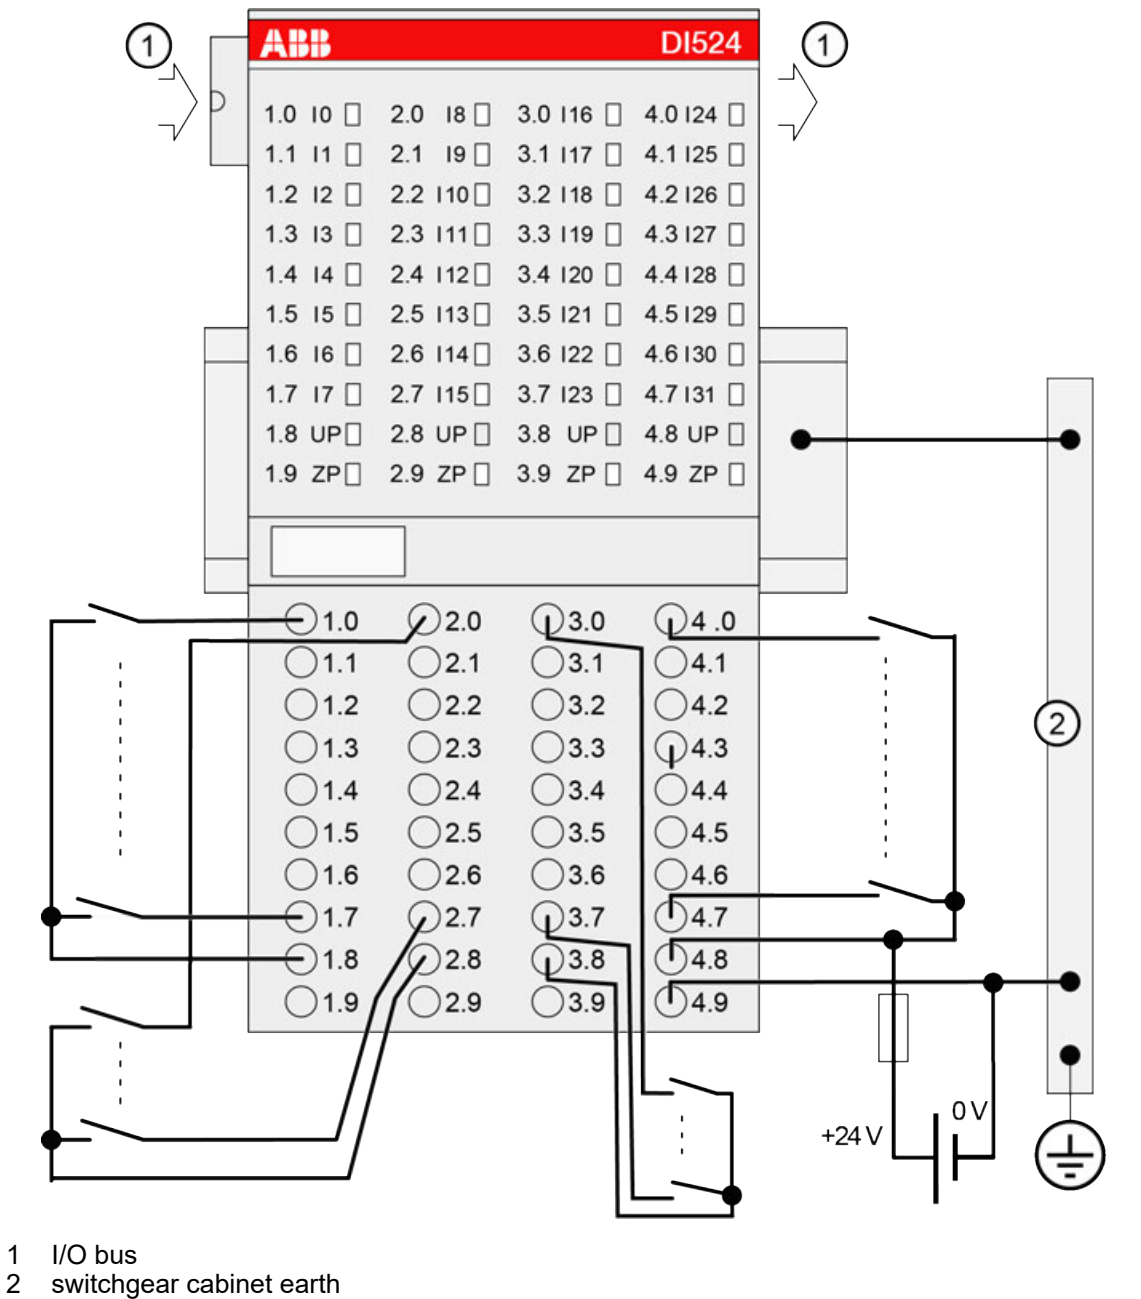 1 1
ABB DI524
1.0 I0 2.0 I8 3.0 I16 4.0 I24
1.1 I1 2.1 I9 3.1 I17 4.1 I25
1.2 I2 2.2 I10 3.2 I18 4.2 I26
1.3 I3 2.3 I11 3.3 I19 4.3 I27
1.4 I4 2.4 I12 3.4 I20 4.4 I28
1.5 I5 2.5 I13 3.5 I21 4.5 I29
1.6 I6 2.6 I14 3.6 I22 4.6 I30
1.7 I7 2.7 I15 3.7 I23 4.7 I31
1.8 UP 2.8 UP 3.8 UP 4.8 UP
1.9 ZP 2.9 ZP 3.9 ZP 4.9 ZP
1.0 2.0 3.0 4 .0
1.1 2.1 3.1 4.1
1.2 2.2 3.2 4.2
2
1.3 2.3 3.3 4.3
1.4 2.4 3.4 4.4
1.5 2.5 3.5 4.5
1.6 2.6 3.6 4.6
1.7 2.7 3.7 4.7
1.8 2.8 3.8 4.8
1.9 2.9 3.9 4.9
0 V
+24 V
1 I/O bus
2 switchgear cabinet earth